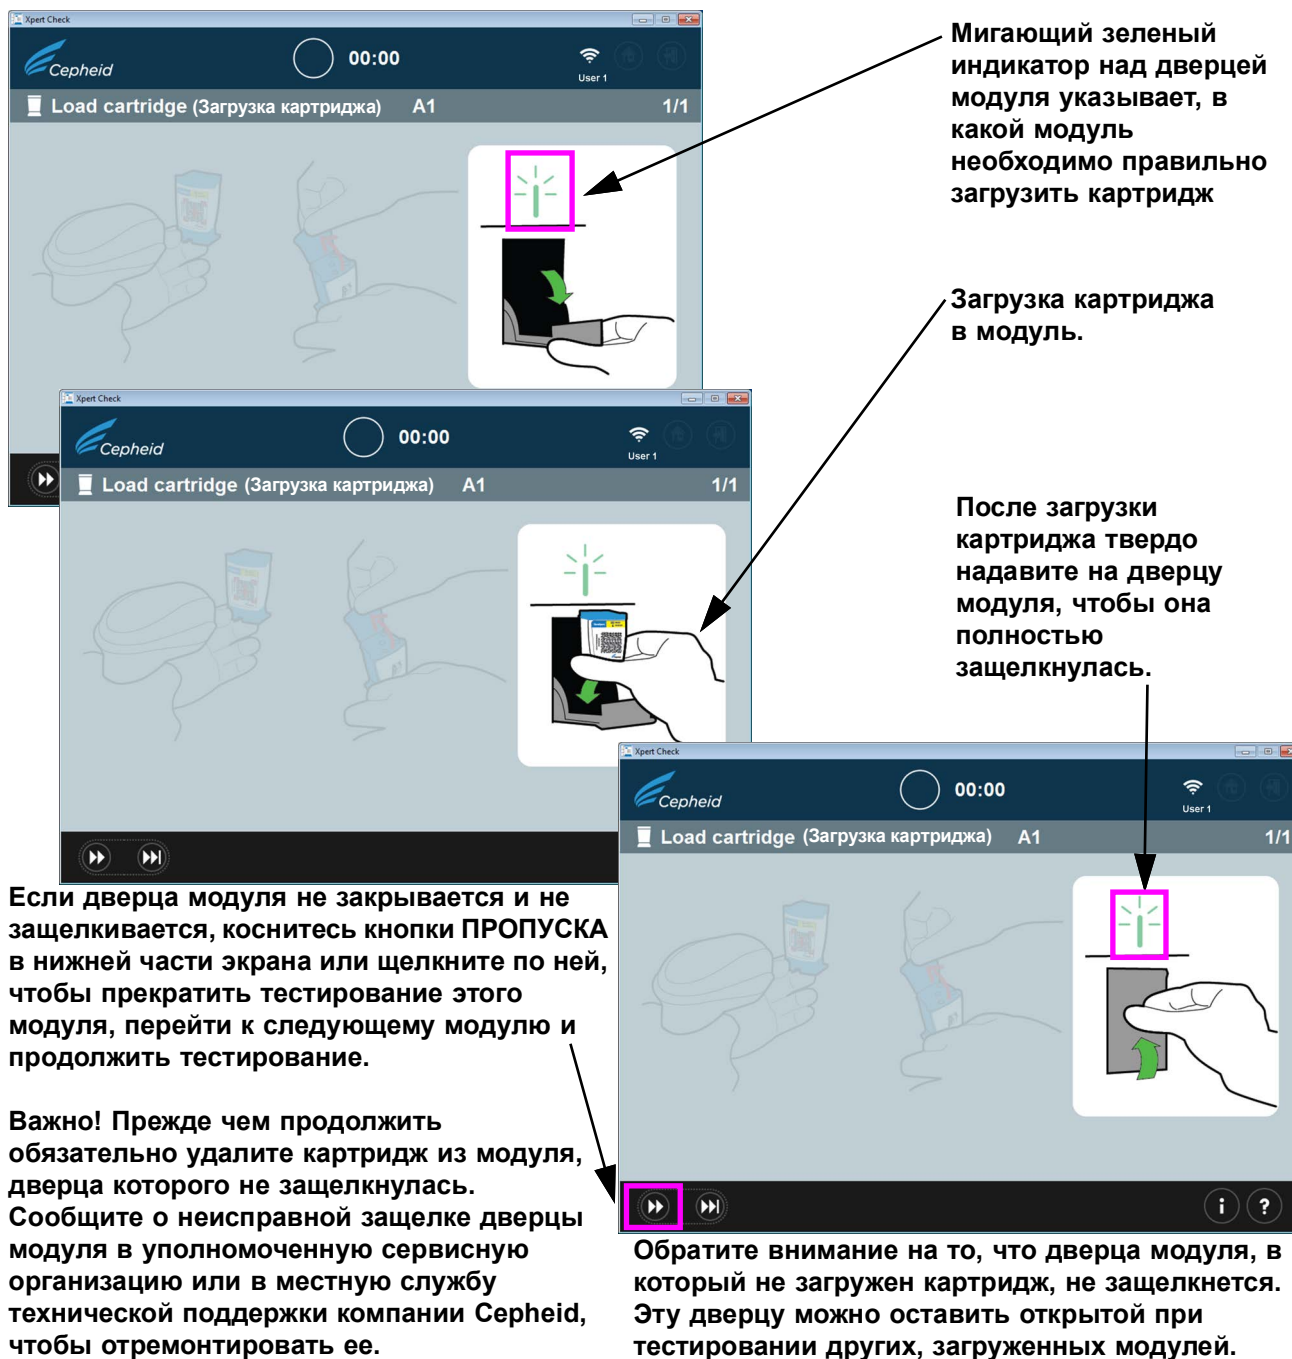 Xpert Check
Cepheid
00:00
User 1
Load cartridge (Загрузка картриджа) A1 1/1
Мигающий зеленый
индикатор над дверцей
модуля указывает, в
какой модуль
необходимо правильно
загрузить картридж
Загрузка картриджа
в модуль.
Xpert Check
Cepheid
00:00
User 1
Load cartridge (Загрузка картриджа) A1 1/1
После загрузки
картриджа твердо
надавите на дверцу
модуля, чтобы она
полностью
защелкнулась.
Xpert Check
Cepheid
00:00
User 1
Load cartridge (Загрузка картриджа) A1 1/1
i ?
Если дверца модуля не закрывается и не
защелкивается, коснитесь кнопки ПРОПУСКА
в нижней части экрана или щелкните по ней,
чтобы прекратить тестирование этого
модуля, перейти к следующему модулю и
продолжить тестирование.
Важно! Прежде чем продолжить
обязательно удалите картридж из модуля,
дверца которого не защелкнулась.
Сообщите о неисправной защелке дверцы
модуля в уполномоченную сервисную
организацию или в местную службу
технической поддержки компании Cepheid,
чтобы отремонтировать ее.
Обратите внимание на то, что дверца модуля, в
который не загружен картридж, не защелкнется.
Эту дверцу можно оставить открытой при
тестировании других, загруженных модулей.